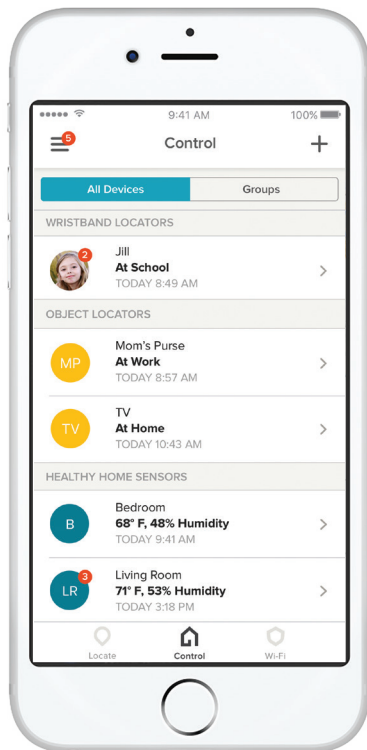 9:41 AM
100%
5
Control
+
All Devices
Groups
WRISTBAND LOCATORS
2
Jill
At School
TODAY 8:49 AM
OBJECT LOCATORS
MP
Mom's Purse
At Work
TODAY 8:57 AM
TV
TV
At Home
TODAY 10:43 AM
HEALTHY HOME SENSORS
B
Bedroom
68° F, 48% Humidity
TODAY 9:41 AM
3
LR
Living Room
71° F, 53% Humidity
TODAY 3:18 PM
Locate
Control
Wi-Fi